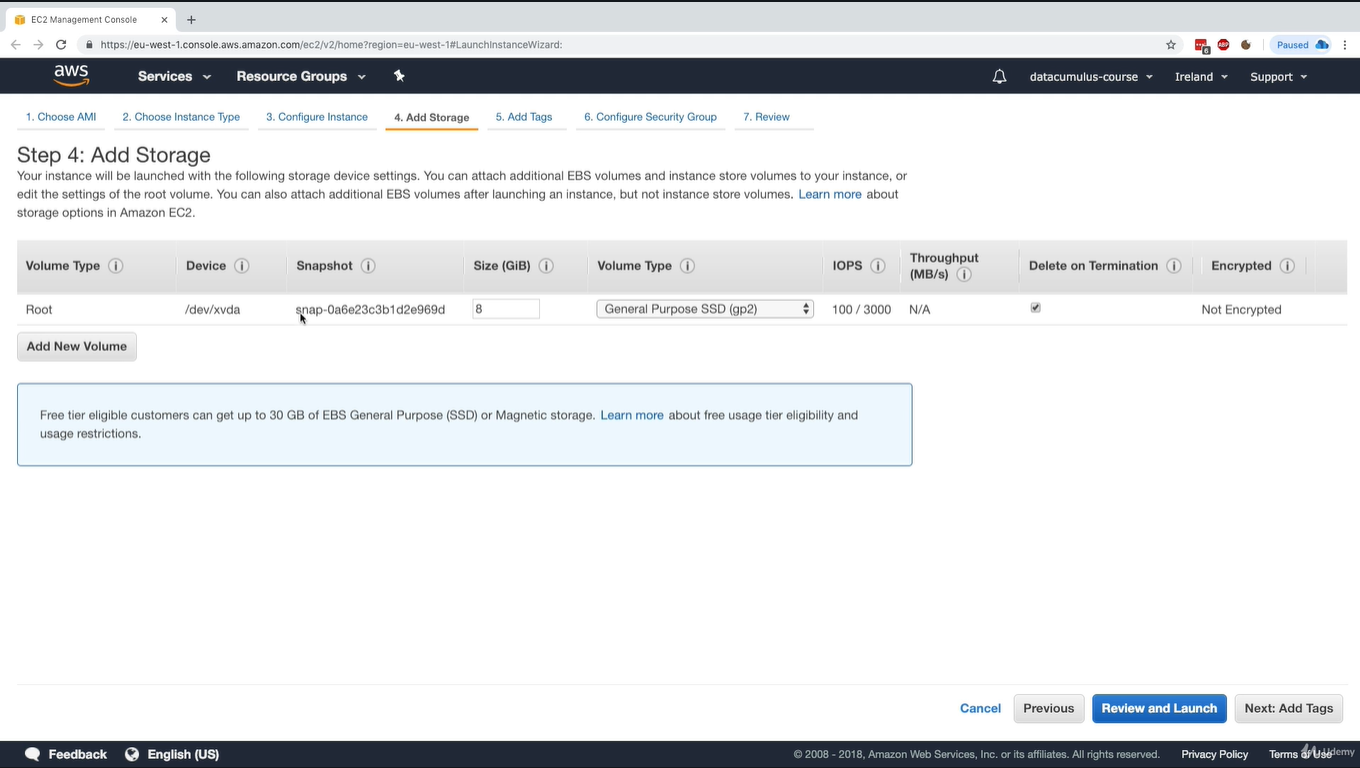 EC2 Management Console
https://eu-west-1.console.aws.amazon.com/ec2/v2/home?region=eu-west-1#LaunchInstanceWizard:
6
ABP
Paused
aws
Services
Resource Groups
datacumulus-course
Ireland
Support
1. Choose AMI
2. Choose Instance Type
3. Configure Instance
4. Add Storage
5. Add Tags
6. Configure Security Group
7. Review
Step 4: Add Storage
Your instance will be launched with the following storage device settings. You can attach additional EBS volumes and instance store volumes to your instance, or
edit the settings of the root volume. You can also attach additional EBS volumes after launching an instance, but not instance store volumes. Learn more about
storage options in Amazon EC2.
Volume Type
Device
Snapshot
Size (GiB)
Volume Type
IOPS
Throughput
(MB/s)
Delete on Termination
Encrypted
Root
/dev/xvda
snap-0a6e23c3b1d2e969d
8
General Purpose SSD (gp2)
100 / 3000
N/A
Not Encrypted
Add New Volume
Free tier eligible customers can get up to 30 GB of EBS General Purpose (SSD) or Magnetic storage. Learn more about free usage tier eligibility and
usage restrictions.
Cancel
Previous
Review and Launch
Next: Add Tags
Feedback
English (US)
© 2008 - 2018, Amazon Web Services, Inc. or its affiliates. All rights reserved.
Privacy Policy
Terms of Use
Udemy